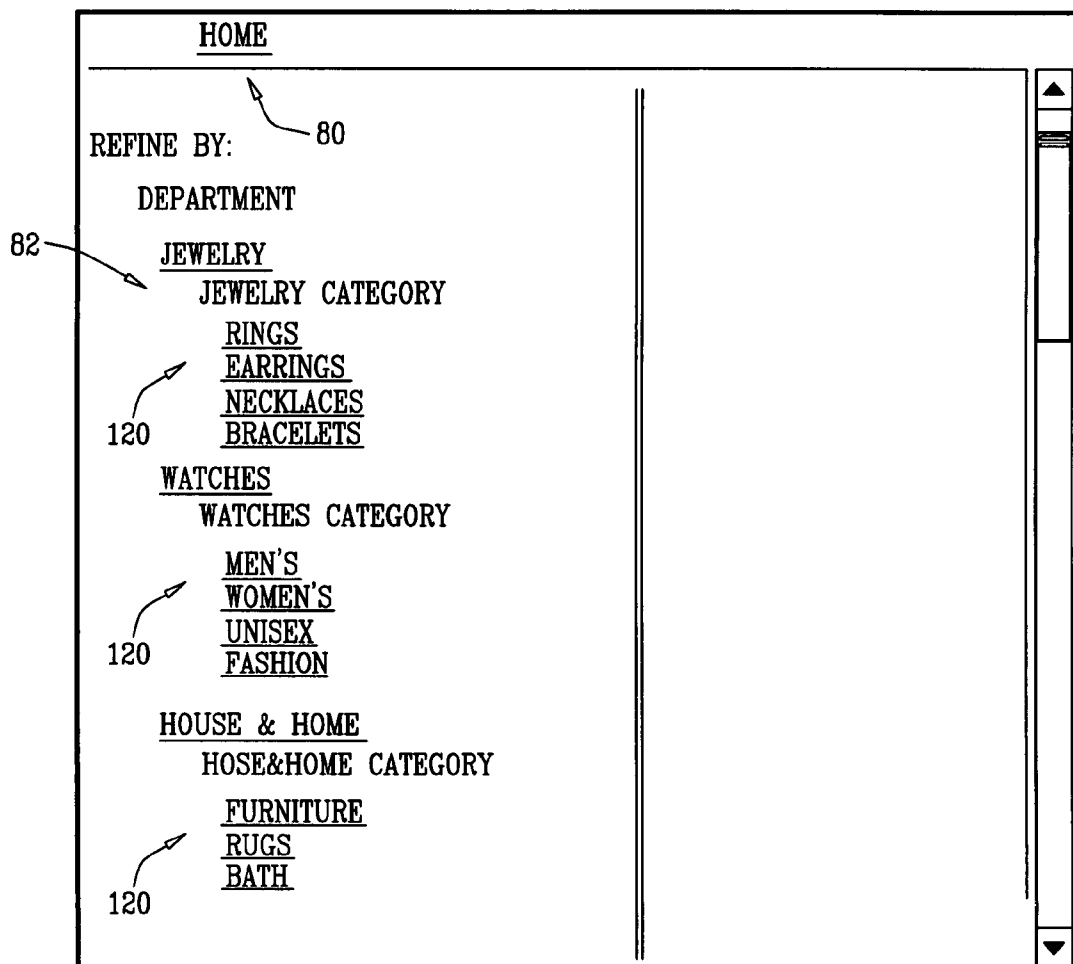 HOME
80
REFINE BY:
DEPARTMENT
82
JEWELRY
JEWELRY CATEGORY
RINGS
EARRINGS
NECKLACES
120
BRACELETS
WATCHES
WATCHES CATEGORY
MEN'S
WOMEN'S
UNISEX
120
FASHION
HOUSE & HOME
HOSE&HOME CATEGORY
FURNITURE
RUGS
BATH
120